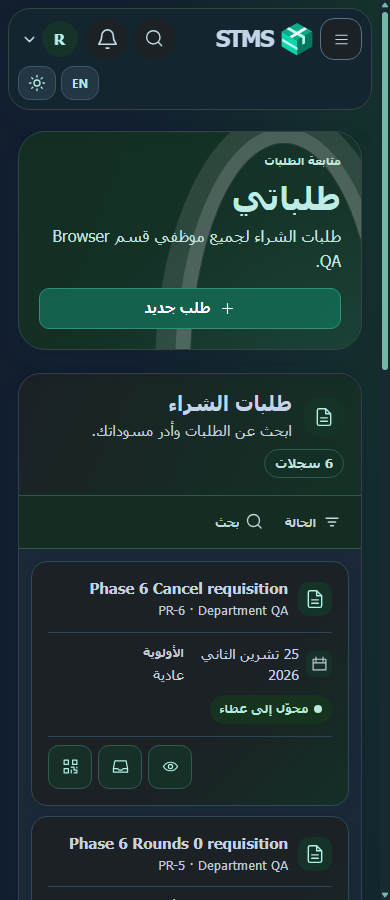 STMS
R
EN
متابعة الطلبات
طلباتي
طلبات الشراء لجميع موظفي قسم Browser
QA.
طلب جديد
طلبات الشراء
ابحث عن الطلبات وأدر مسوداتك.
6 سجلات
الحالة
بحث
Phase 6 Cancel requisition
PR-6 · Department QA
25 تشرين الثاني
2026
الأولوية
عادية
محوّل إلى عطاء
Phase 6 Rounds 0 requisition
PR-5 · Department QA